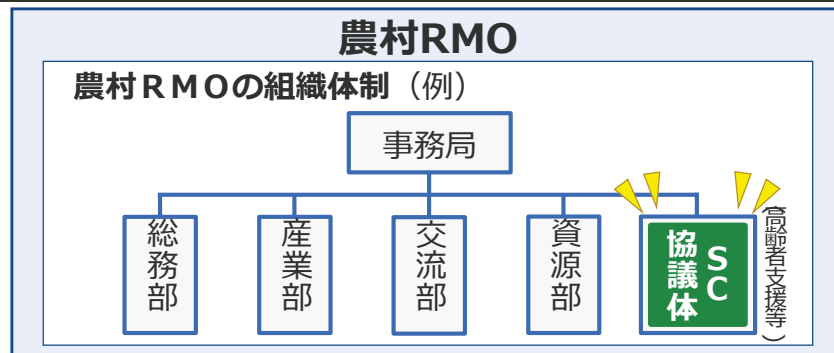 農村RMO
農村ＲＭＯの組織体制（例）
事務局
総務部
産業部
交流部
資源部
SC
協議体
（高齢者支援等）